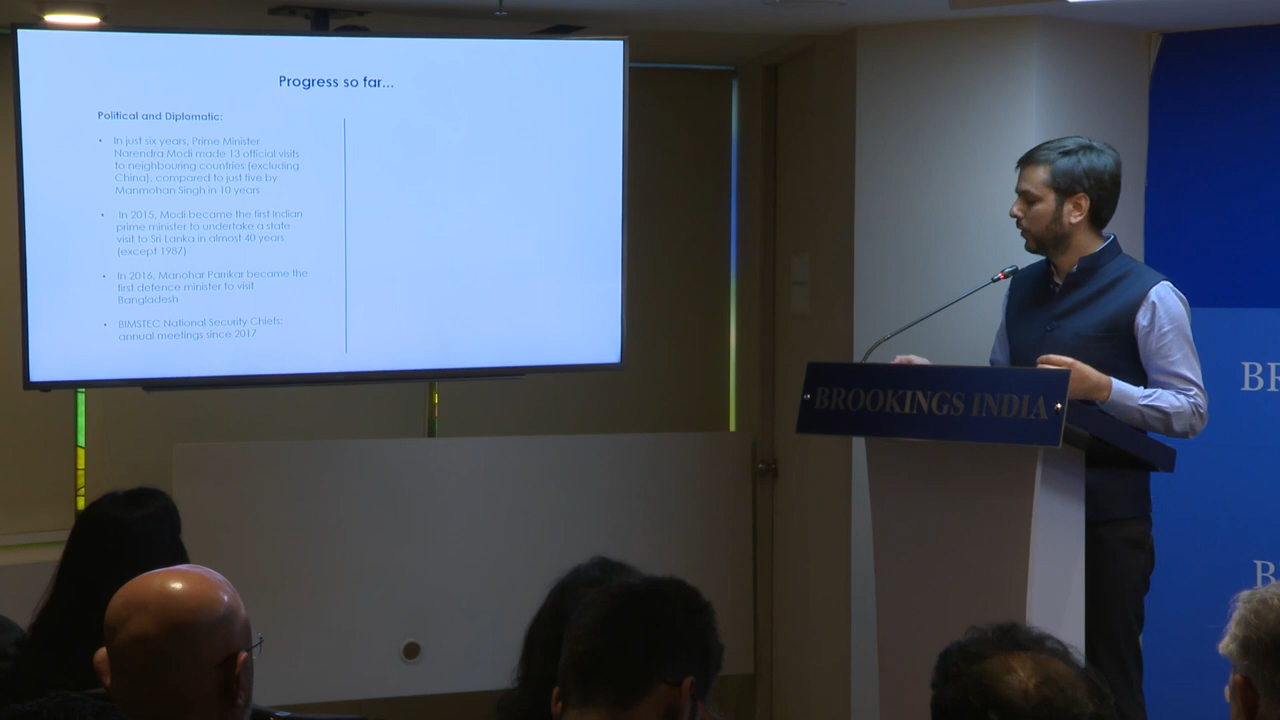 Progress so far...
Political and Diplomatic:
• In just six years, Prime Minister
Narendra Modi made 13 official visits
to neighbouring countries (excluding
China), compared to just five by
Manmohan Singh in 10 years
• In 2015, Modi became the first Indian
prime minister to undertake a state
visit to Sri Lanka in almost 40 years
(except 1987)
• In 2016, Manohar Parrikar became the
first defence minister to visit
Bangladesh
• BIMSTEC National Security Chiefs:
annual meetings since 2017
BROOKINGS INDIA
BR
B